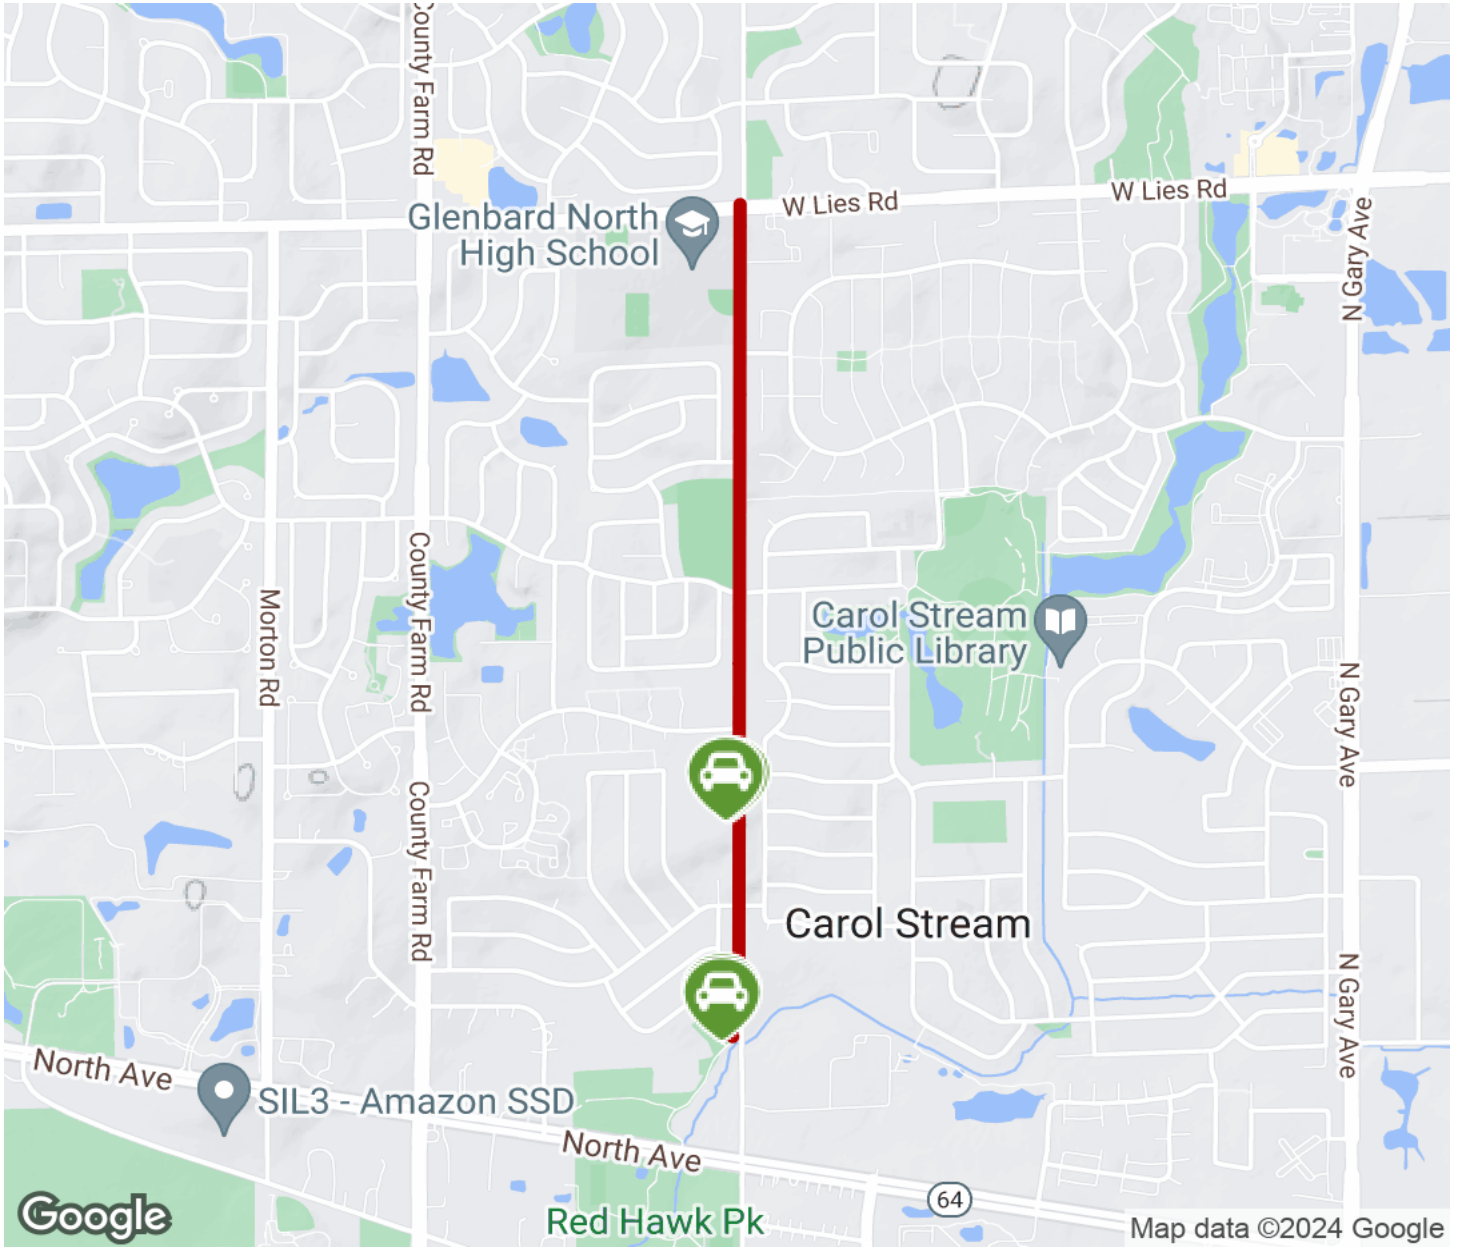 County Farm Rd
W Lies Rd
W Lies Rd
Glenbard North
High School
N Gary Ave
County Farm Rd
Morton Rd
Carol Stream
Public Library
N Gary Ave
County Farm Rd
Carol Stream
N Gary Ave
North Ave
SIL3 - Amazon SSD
North Ave
64
Red Hawk Pk
Google
Map data ©2024 Google